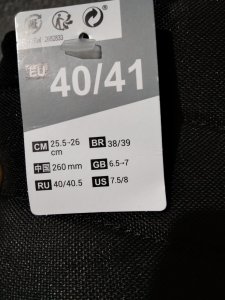 EU
40/41
CM 25.5-26 cm
BR 38/39
中国 260 mm
GB 6.5-7
RU 40/40.5
US 7.5/8